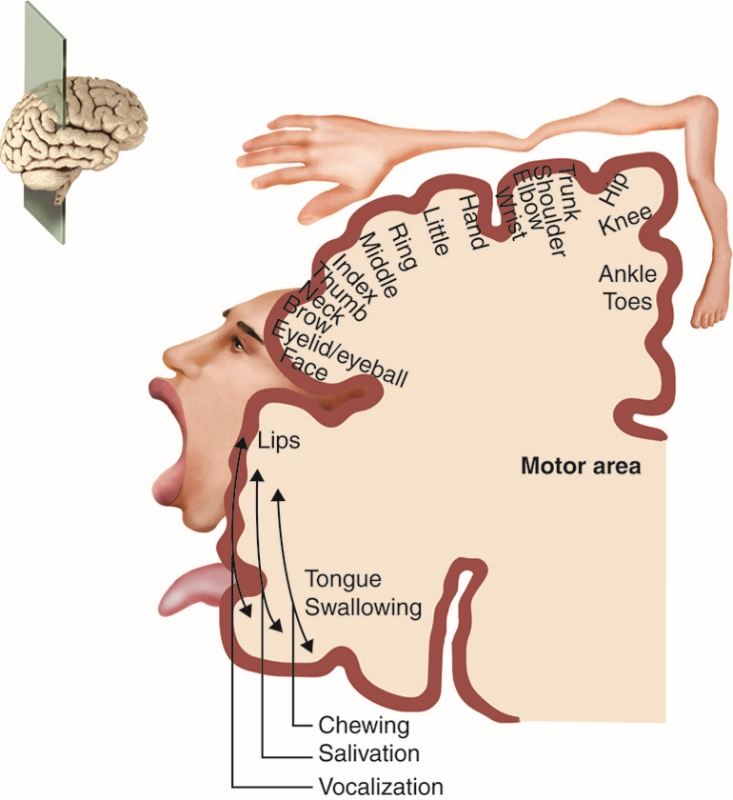 Trunk
Shoulder
Elbow
Wrist
Hand
Little
Ring
Middle
Index
Thumb
Neck
Brow
Eyelid/eyeball
Face
Hip
Knee
Ankle
Toes
Lips
Motor area
Tongue
Swallowing
Chewing
Salivation
Vocalization